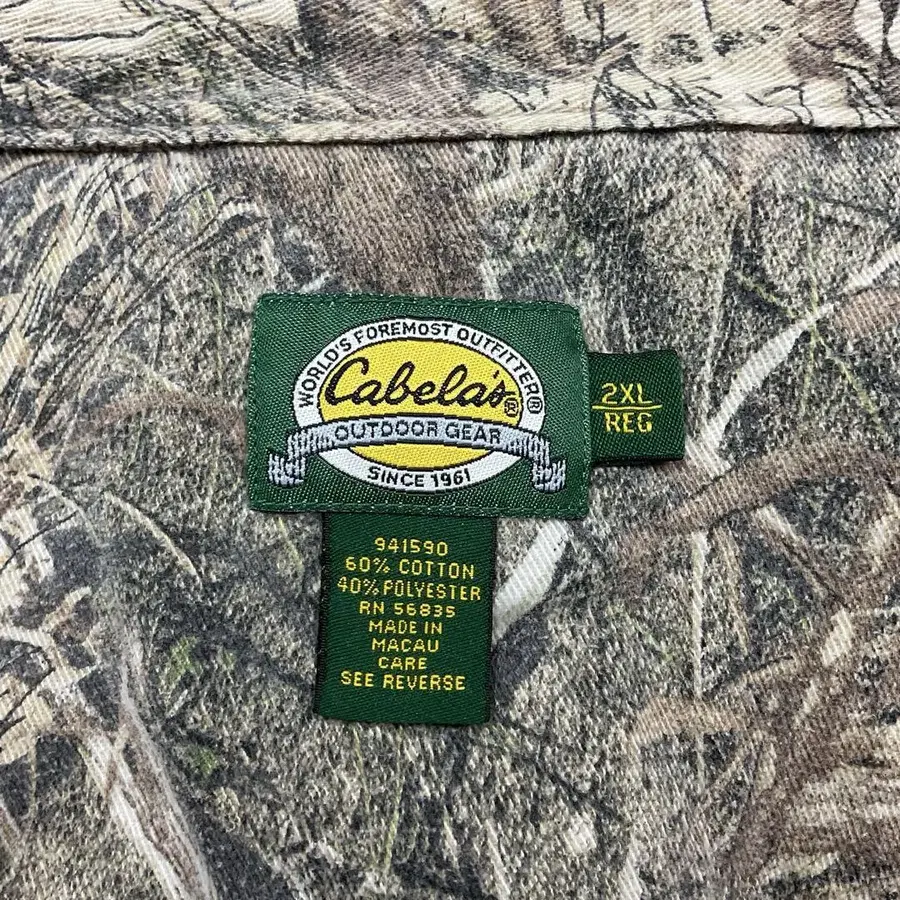 WORLD'S FOREMOST OUTFITTER®
Cabela's®
OUTDOOR GEAR
SINCE 1961
2XL
REG
941590
60% COTTON
40% POLYESTER
RN 56835
MADE IN
MACAU
CARE
SEE REVERSE